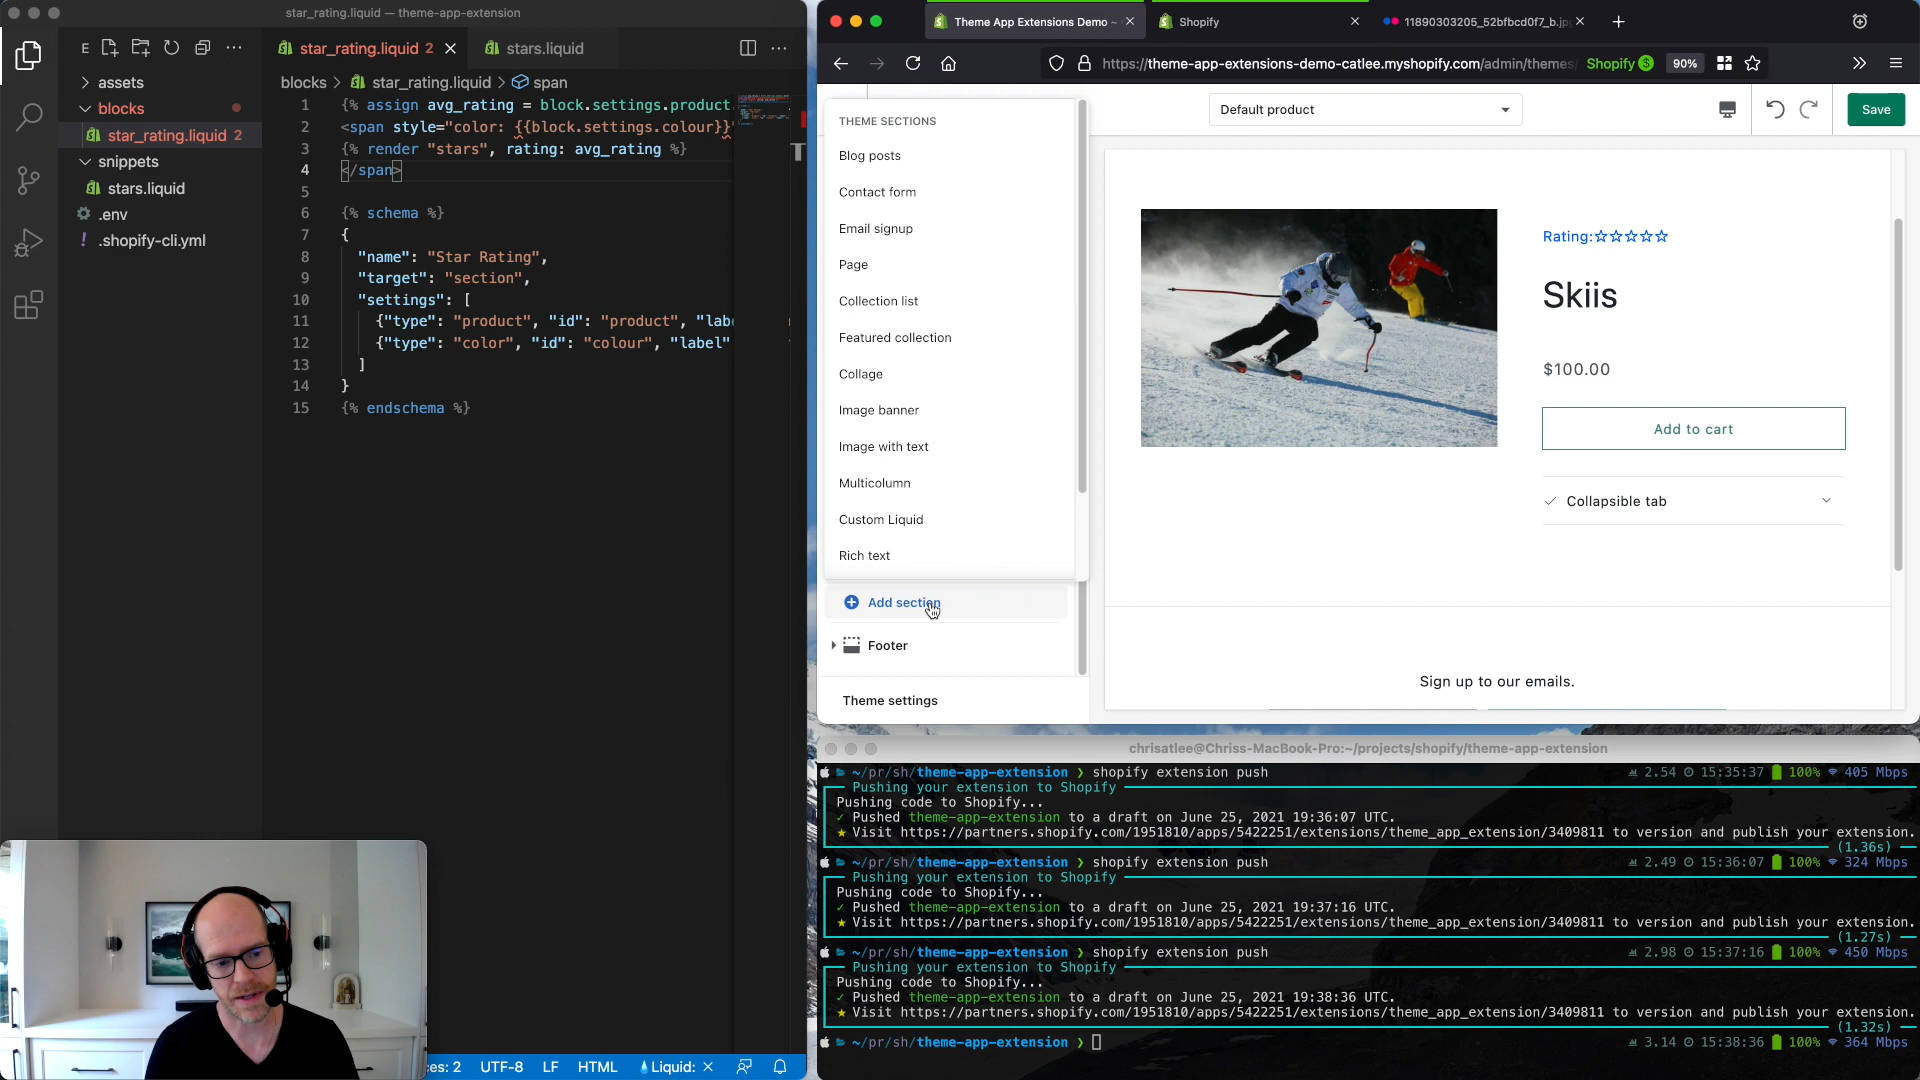 star_rating.liquid — theme-app-extension
E
star_rating.liquid 2
stars.liquid
assets
blocks
star_rating.liquid 2
snippets
stars.liquid
.env
! .shopify-cli.yml
blocks > star_rating.liquid > span
1 {% assign avg_rating = block.settings.product.
2 <span style="color: {{block.settings.colour}}"
3 {% render "stars", rating: avg_rating %}
4 </span>
5
6 {% schema %}
7 {
8 "name": "Star Rating",
9 "target": "section",
10 "settings": [
11 {"type": "product", "id": "product", "lab
12 {"type": "color", "id": "colour", "label"
13 ]
14 }
15 {% endschema %}
ces: 2 UTF-8 LF HTML Liquid: ✕
Theme App Extensions Demo ~
Shopify
11890303205_52bfbcd0f7_b.jp
https://theme-app-extensions-demo-catlee.myshopify.com/admin/themes/
Shopify
90%
Default product
Save
THEME SECTIONS
Blog posts
Contact form
Email signup
Page
Collection list
Featured collection
Collage
Image banner
Image with text
Multicolumn
Custom Liquid
Rich text
Add section
Footer
Theme settings
Rating:☆☆☆☆☆
Skiis
$100.00
Add to cart
Collapsible tab
Sign up to our emails.
chrisatlee@Chriss-MacBook-Pro:~/projects/shopify/theme-app-extension
~/pr/sh/theme-app-extension ❯ shopify extension push 2.54 15:35:37 100% 405 Mbps
Pushing your extension to Shopify
Pushing code to Shopify...
✓ Pushed theme-app-extension to a draft on June 25, 2021 19:36:07 UTC.
★ Visit https://partners.shopify.com/1951810/apps/5422251/extensions/theme_app_extension/3409811 to version and publish your extension.
(1.36s)
~/pr/sh/theme-app-extension ❯ shopify extension push 2.49 15:36:07 100% 324 Mbps
Pushing your extension to Shopify
Pushing code to Shopify...
✓ Pushed theme-app-extension to a draft on June 25, 2021 19:37:16 UTC.
★ Visit https://partners.shopify.com/1951810/apps/5422251/extensions/theme_app_extension/3409811 to version and publish your extension.
(1.27s)
~/pr/sh/theme-app-extension ❯ shopify extension push 2.98 15:37:16 100% 450 Mbps
Pushing your extension to Shopify
Pushing code to Shopify...
✓ Pushed theme-app-extension to a draft on June 25, 2021 19:38:36 UTC.
★ Visit https://partners.shopify.com/1951810/apps/5422251/extensions/theme_app_extension/3409811 to version and publish your extension.
(1.32s)
~/pr/sh/theme-app-extension ❯ 3.14 15:38:36 100% 364 Mbps